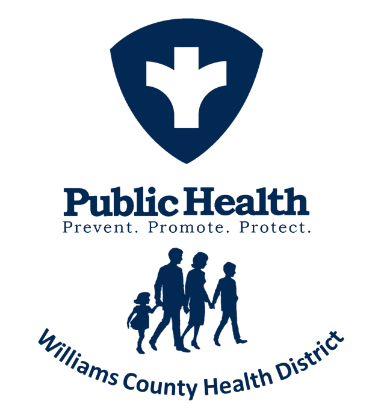 Public Health
Prevent. Promote. Protect.
Williams County Health District